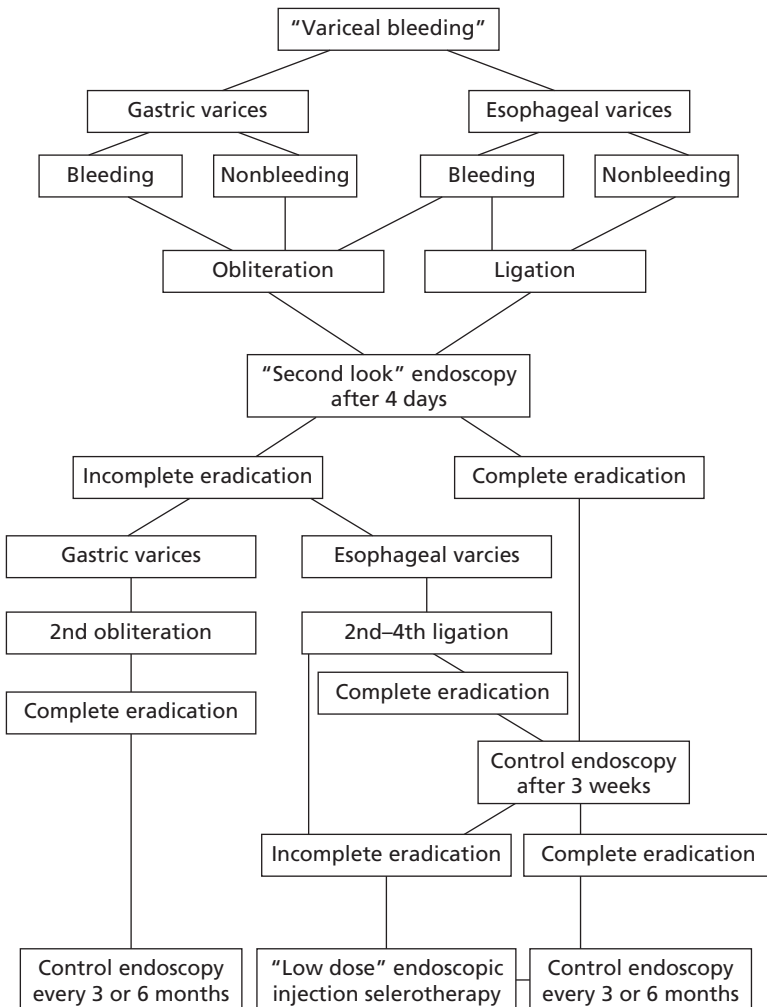 “Variceal bleeding”
Gastric varices
Esophageal varices
Bleeding
Nonbleeding
Bleeding
Nonbleeding
Obliteration
Ligation
“Second look” endoscopy
after 4 days
Incomplete eradication
Complete eradication
Gastric varices
Esophageal varcies
2nd obliteration
2nd–4th ligation
Complete eradication
Complete eradication
Control endoscopy
after 3 weeks
Incomplete eradication
Complete eradication
Control endoscopy
every 3 or 6 months
“Low dose” endoscopic
injection selerotherapy
Control endoscopy
every 3 or 6 months